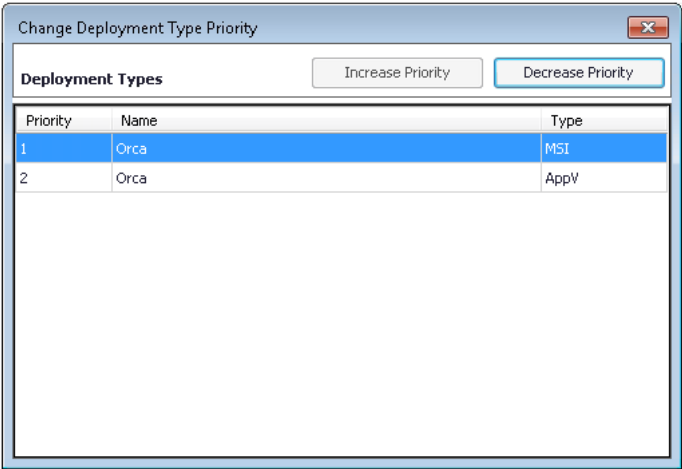 Change Deployment Type Priority
Deployment Types Increase Priority Decrease Priority
Priority Name Type
1 Orca MSI
2 Orca AppV